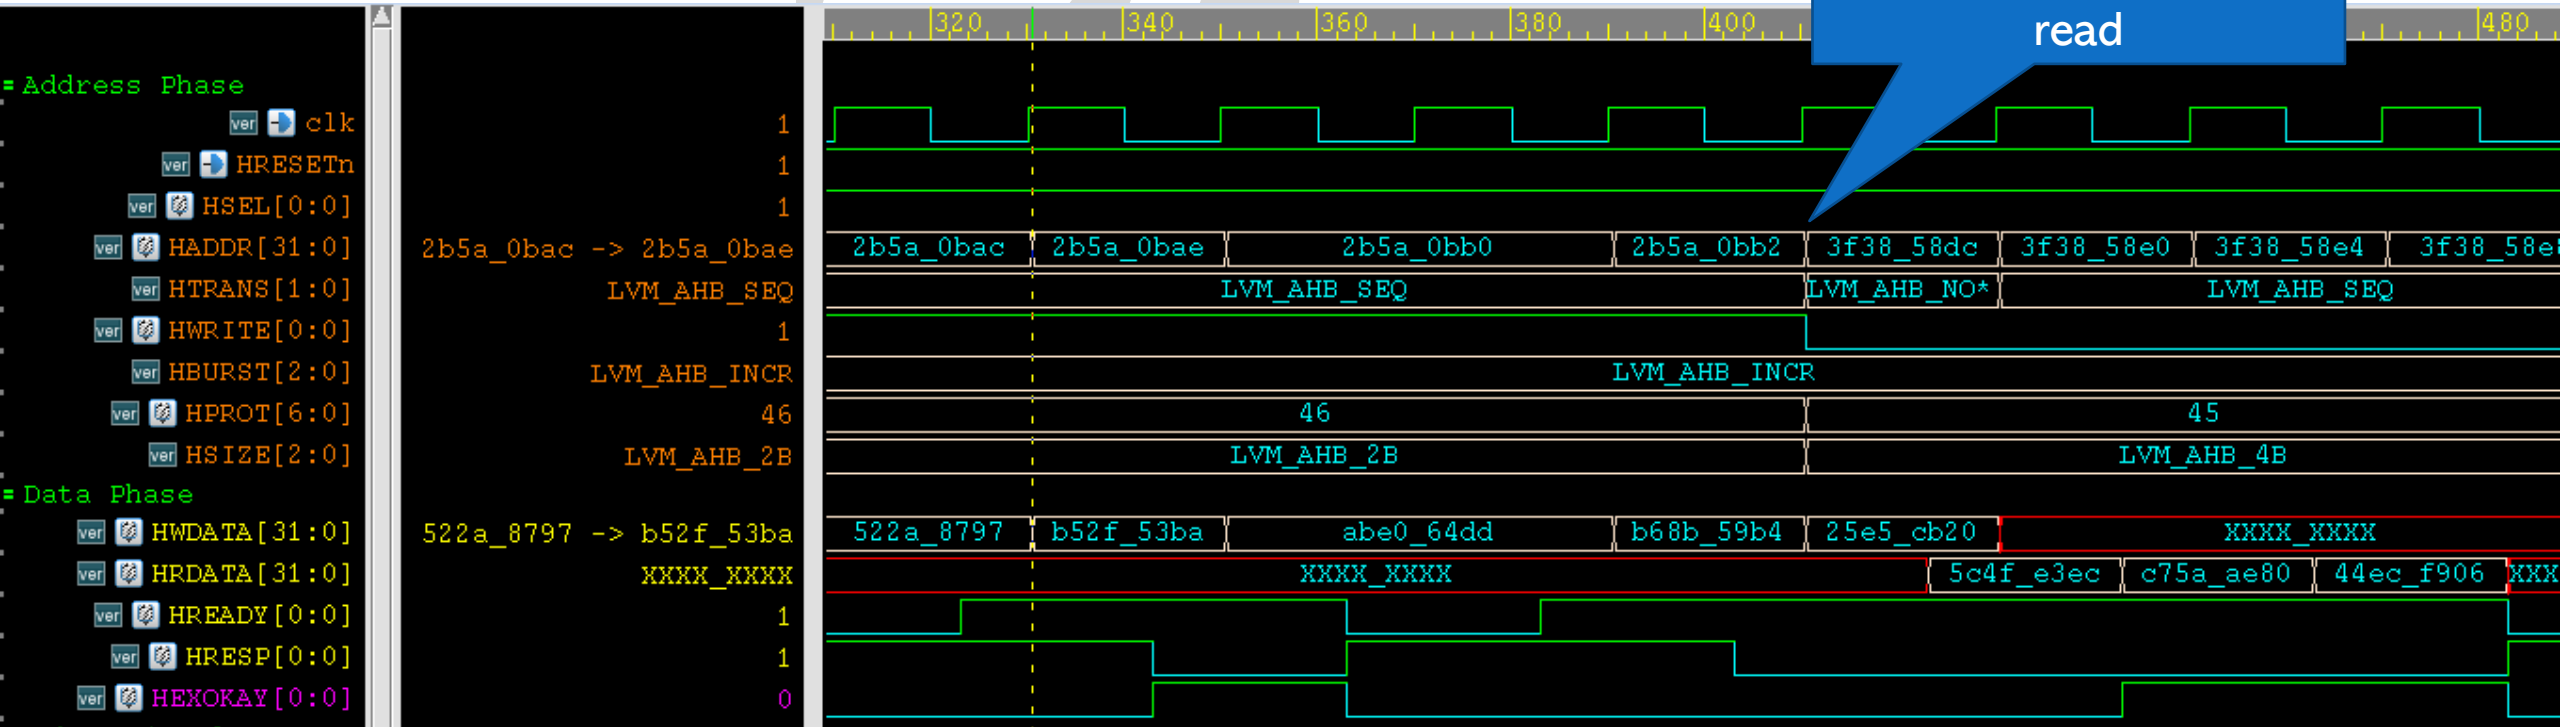 320 340 360 380 400 480
read
Address Phase
ver clk 1
ver HRESETn 1
ver HSEL[0:0] 1
ver HADDR[31:0] 2b5a_0bac -> 2b5a_0bae 2b5a_0bac 2b5a_0bae 2b5a_0bb0 2b5a_0bb2 3f38_58dc 3f38_58e0 3f38_58e4 3f38_58e
ver HTRANS[1:0] LVM_AHB_SEQ LVM_AHB_SEQ LVM_AHB_NO* LVM_AHB_SEQ
ver HWRITE[0:0] 1
ver HBURST[2:0] LVM_AHB_INCR LVM_AHB_INCR
ver HPROT[6:0] 46 46 45
ver HSIZE[2:0] LVM_AHB_2B LVM_AHB_2B LVM_AHB_4B
Data Phase
ver HWDATA[31:0] 522a_8797 -> b52f_53ba 522a_8797 b52f_53ba abe0_64dd b68b_59b4 25e5_cb20 XXXX_XXXX
ver HRDATA[31:0] XXXX_XXXX XXXX_XXXX 5c4f_e3ec c75a_ae80 44ec_f906 XXX
ver HREADY[0:0] 1
ver HRESP[0:0] 1
ver HEXOKAY[0:0] 0